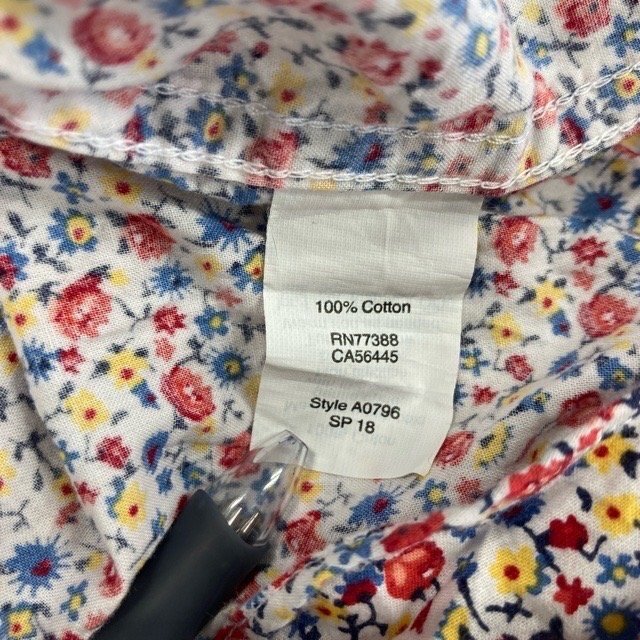 100% Cotton
RN77388
CA56445
Style A0796
SP 18